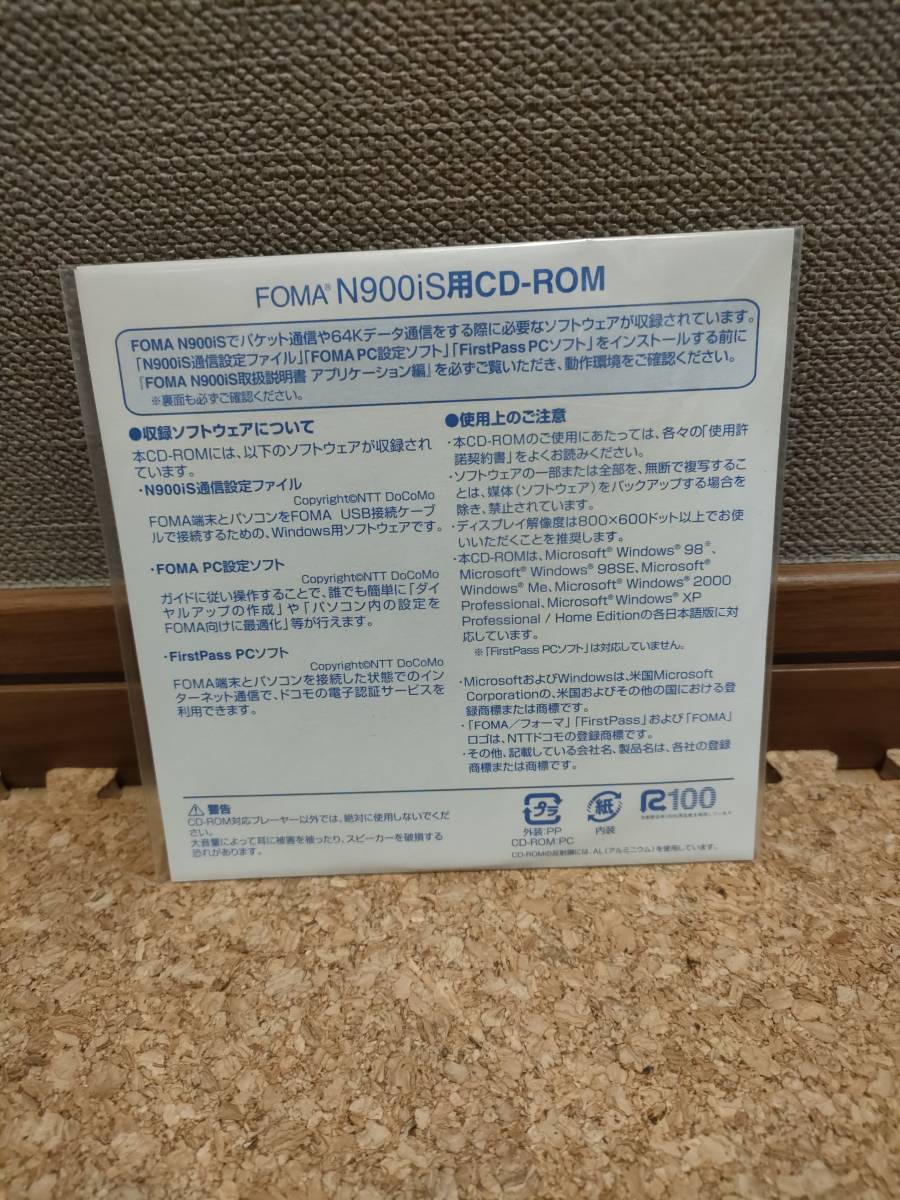 FOMA® N900iS用CD-ROM
FOMA N900iSでパケット通信や64Kデータ通信をする際に必要なソフトウェアが収録されています。
「N900iS通信設定ファイル」「FOMA PC設定ソフト」「FirstPass PCソフト」をインストールする前に
『FOMA N900iS取扱説明書 アプリケーション編』を必ずご覧いただき、動作環境をご確認ください。
※裏面も必ずご確認ください。
●収録ソフトウェアについて
本CD-ROMには、以下のソフトウェアが収録され
ています。
・N900iS通信設定ファイル
Copyright©NTT DoCoMo
FOMA端末とパソコンをFOMA USB接続ケーブ
ルで接続するための、Windows用ソフトウェアです。
・FOMA PC設定ソフト
Copyright©NTT DoCoMo
ガイドに従い操作することで、誰でも簡単に「ダイ
ヤルアップの作成」や「パソコン内の設定を
FOMA向けに最適化」等が行えます。
・FirstPass PCソフト
Copyright©NTT DoCoMo
FOMA端末とパソコンを接続した状態でのイン
ターネット通信で、ドコモの電子認証サービスを
利用できます。
●使用上のご注意
・本CD-ROMのご使用にあたっては、各々の「使用許
諾契約書」をよくお読みください。
・ソフトウェアの一部または全部を、無断で複写するこ
とは、媒体（ソフトウェア）をバックアップする場合を
除き、禁止されています。
・ディスプレイ解像度は800×600ドット以上でお使
いいただくことを推奨します。
・本CD-ROMは、Microsoft® Windows® 98※、
Microsoft® Windows® 98SE、Microsoft®
Windows® Me、Microsoft® Windows® 2000
Professional、Microsoft® Windows® XP
Professional / Home Editionの各日本語版に対
応しています。
※「FirstPass PCソフト」は対応していません。
・MicrosoftおよびWindowsは、米国Microsoft
Corporationの、米国およびその他の国における登
録商標または商標です。
・「FOMA／フォーマ」「FirstPass」および「FOMA」
ロゴは、NTTドコモの登録商標です。
・その他、記載している会社名、製品名は、各社の登録
商標または商標です。
警告
CD-ROM対応プレーヤー以外では、絶対に使用しないでくだ
さい。
大音量によって耳に被害を被ったり、スピーカーを破損する
恐れがあります。
プラ
外装:PP
CD-ROM:PC
紙
内装
R100
CD-ROMの反射膜には、AL（アルミニウム）を使用しています。